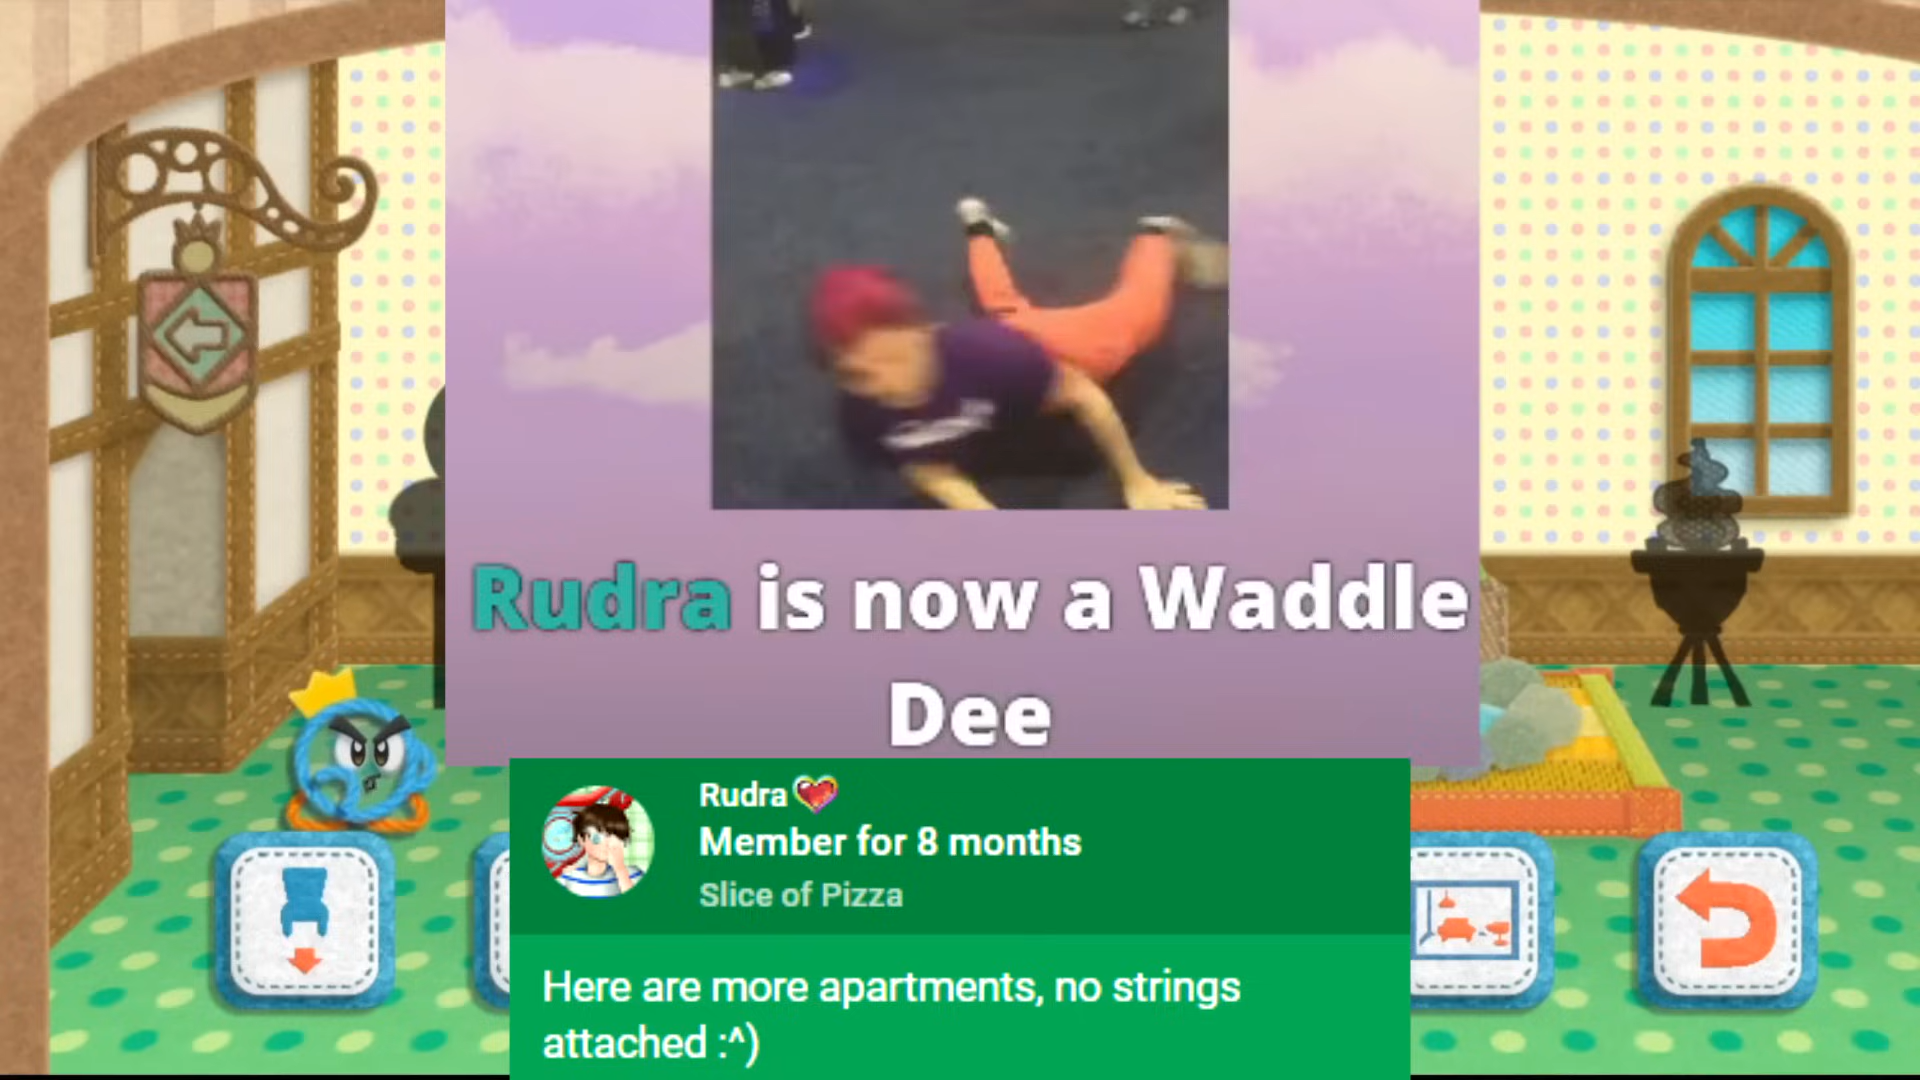 Rudra is now a Waddle
Dee
Rudra
Member for 8 months
Slice of Pizza
Here are more apartments, no strings
attached :^)